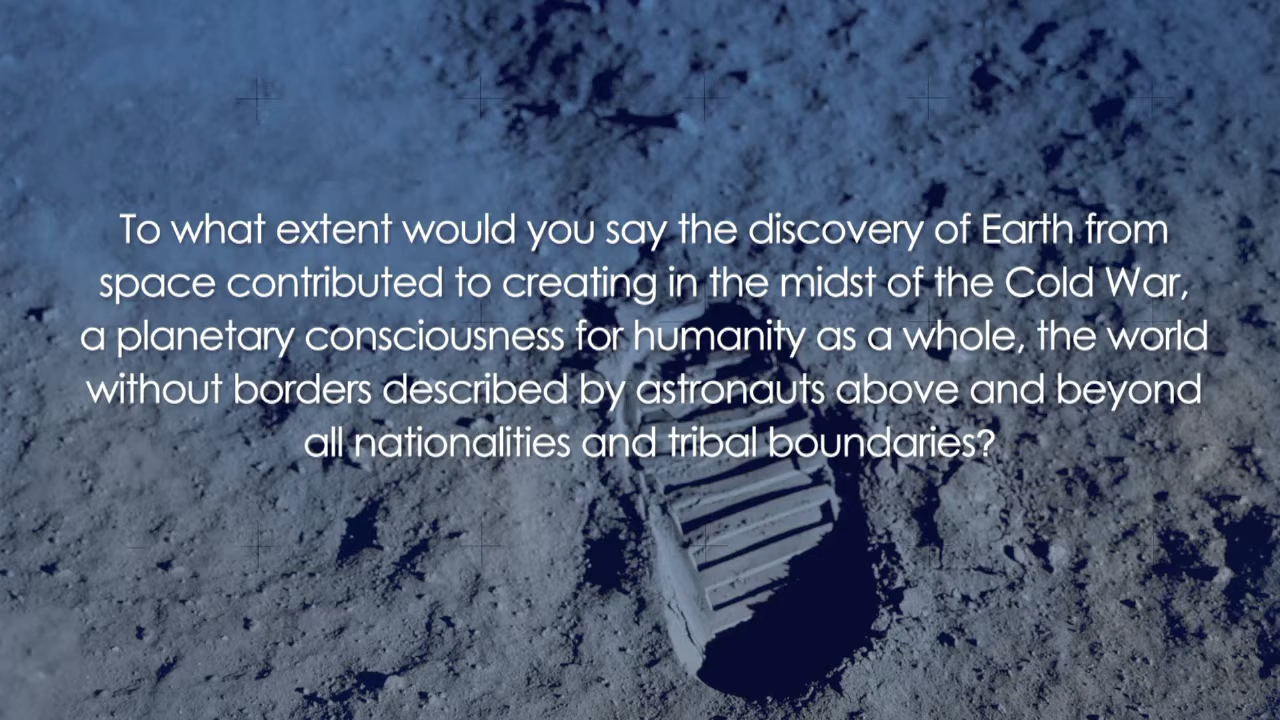 To what extent would you say the discovery of Earth from
space contributed to creating in the midst of the Cold War,
a planetary consciousness for humanity as a whole, the world
without borders described by astronauts above and beyond
all nationalities and tribal boundaries?